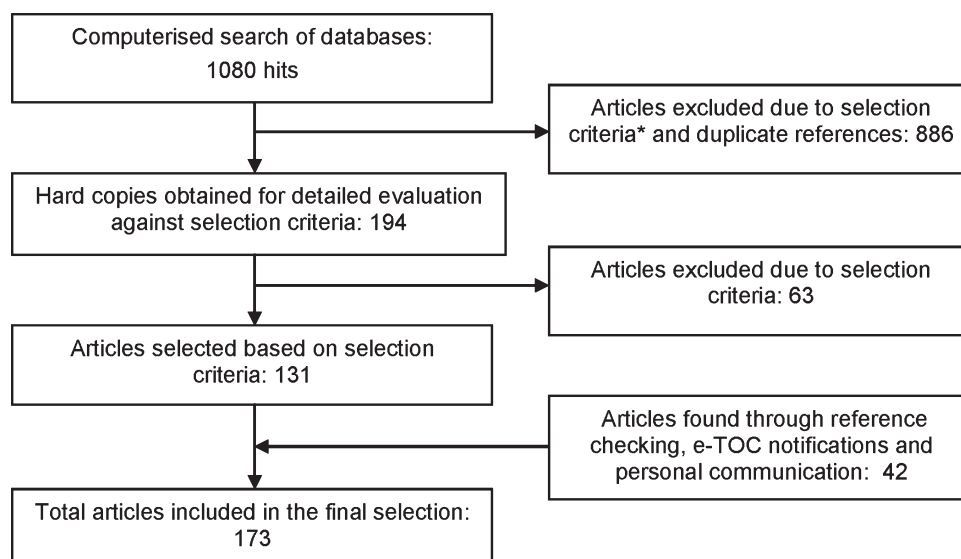 Computerised search of databases:
1080 hits
Articles excluded due to selection
criteria* and duplicate references: 886
Hard copies obtained for detailed evaluation
against selection criteria: 194
Articles excluded due to selection
criteria: 63
Articles selected based on selection
criteria: 131
Articles found through reference
checking, e-TOC notifications and
personal communication: 42
Total articles included in the final selection:
173